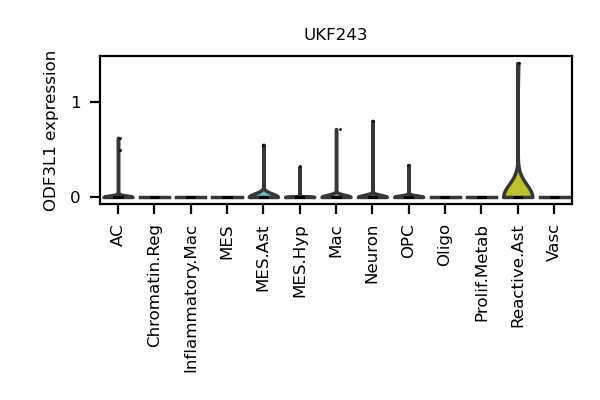 UKF243
ODF3L1 expression
1
0
AC
Chromatin.Reg
Inflammatory.Mac
MES
MES.Ast
MES.Hyp
Mac
Neuron
OPC
Oligo
Prolif.Metab
Reactive.Ast
Vasc